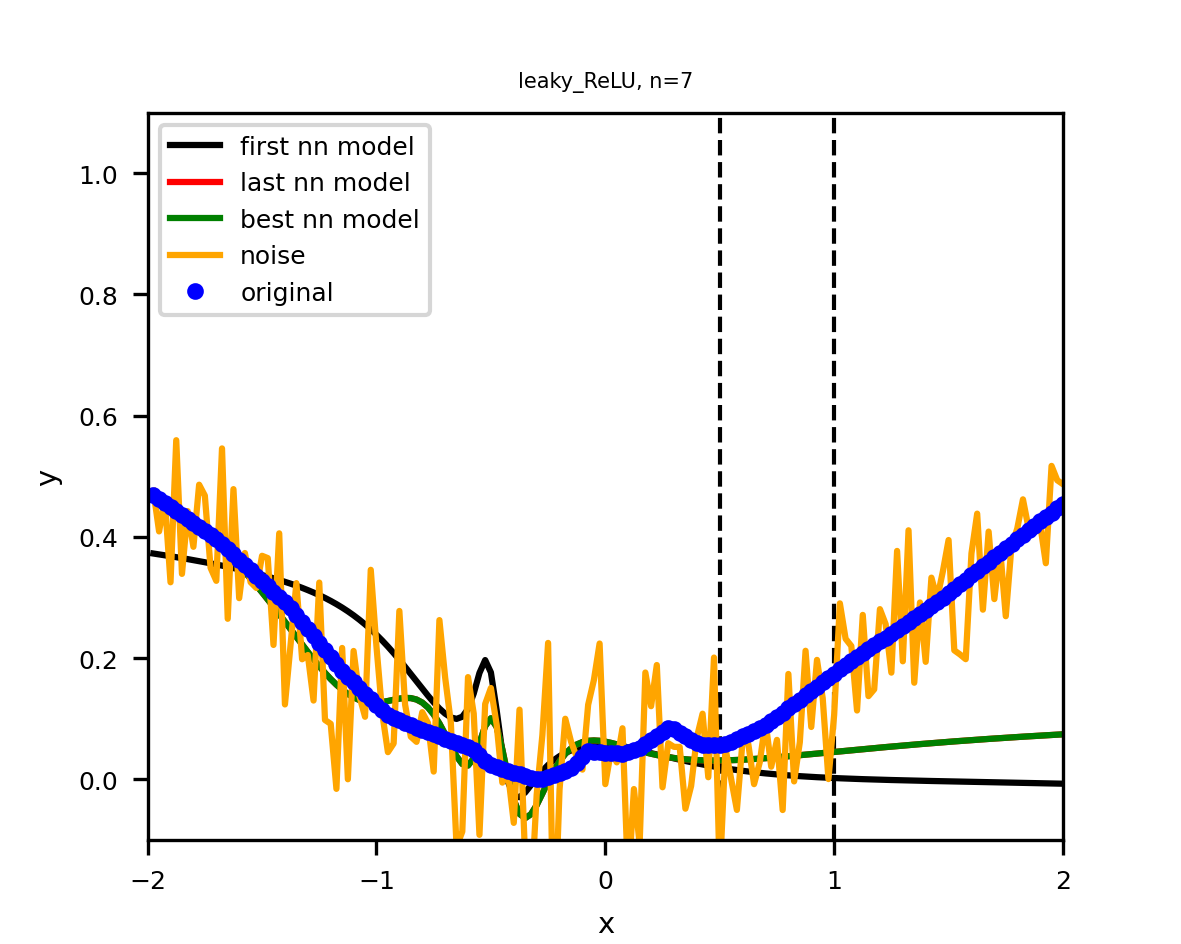 leaky_ReLU, n=7
first nn model
last nn model
best nn model
noise
original
1.0
0.8
0.6
0.4
0.2
0.0
y
−2
−1
0
1
2
x